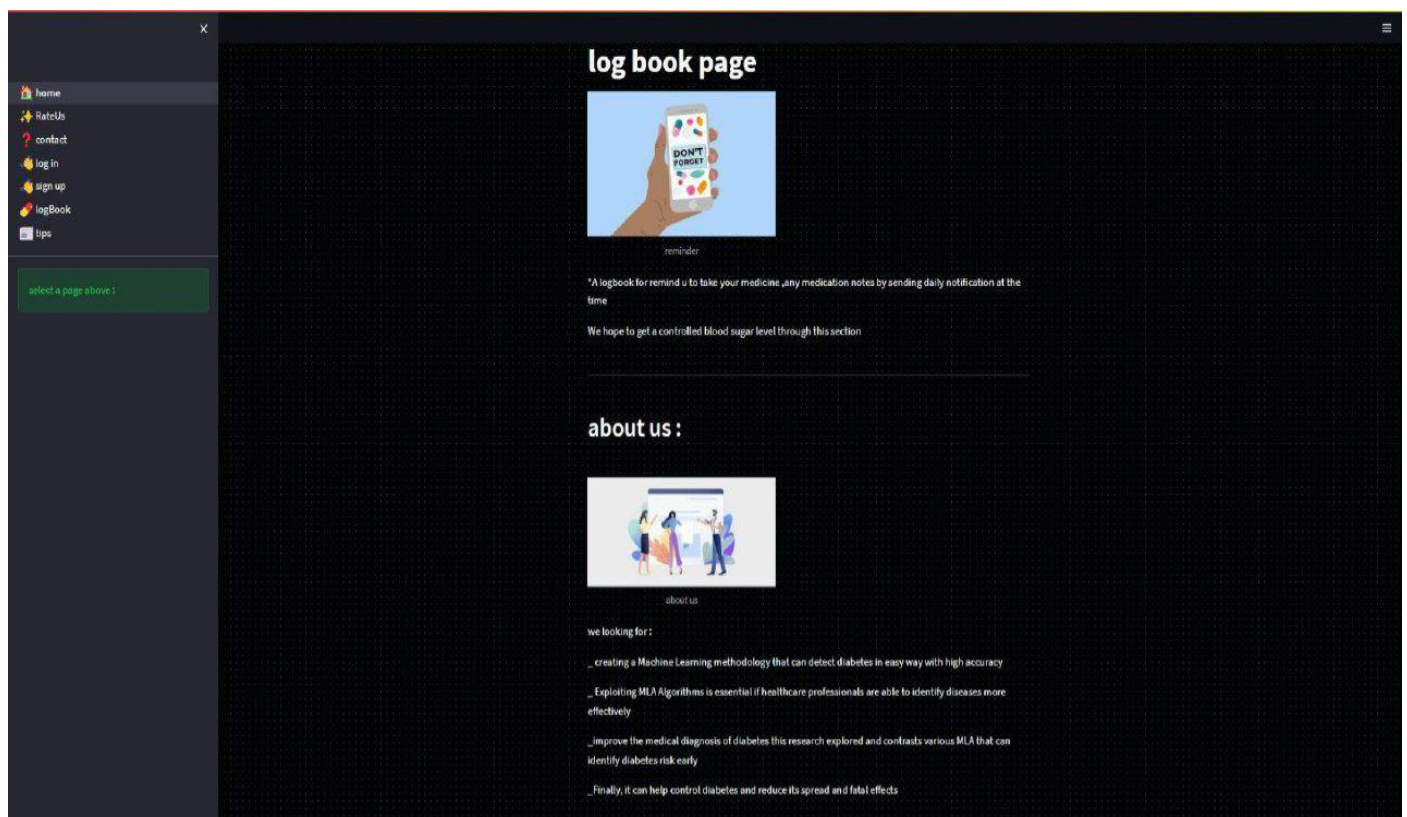 X
home
RateUs
contact
log in
sign up
logBook
tips
select a page above :
log book page
DON'T
FORGET
reminder
*A logbook for remind u to take your medicine ,any medication notes by sending daily notification at the
time
We hope to get a controlled blood sugar level through this section
about us :
about us
we looking for :
_ creating a Machine Learning methodology that can detect diabetes in easy way with high accuracy
_ Exploiting MLA Algorithms is essential if healthcare professionals are able to identify diseases more
effectively
_improve the medical diagnosis of diabetes this research explored and contrasts various MLA that can
identify diabetes risk early
_Finally, it can help control diabetes and reduce its spread and fatal effects